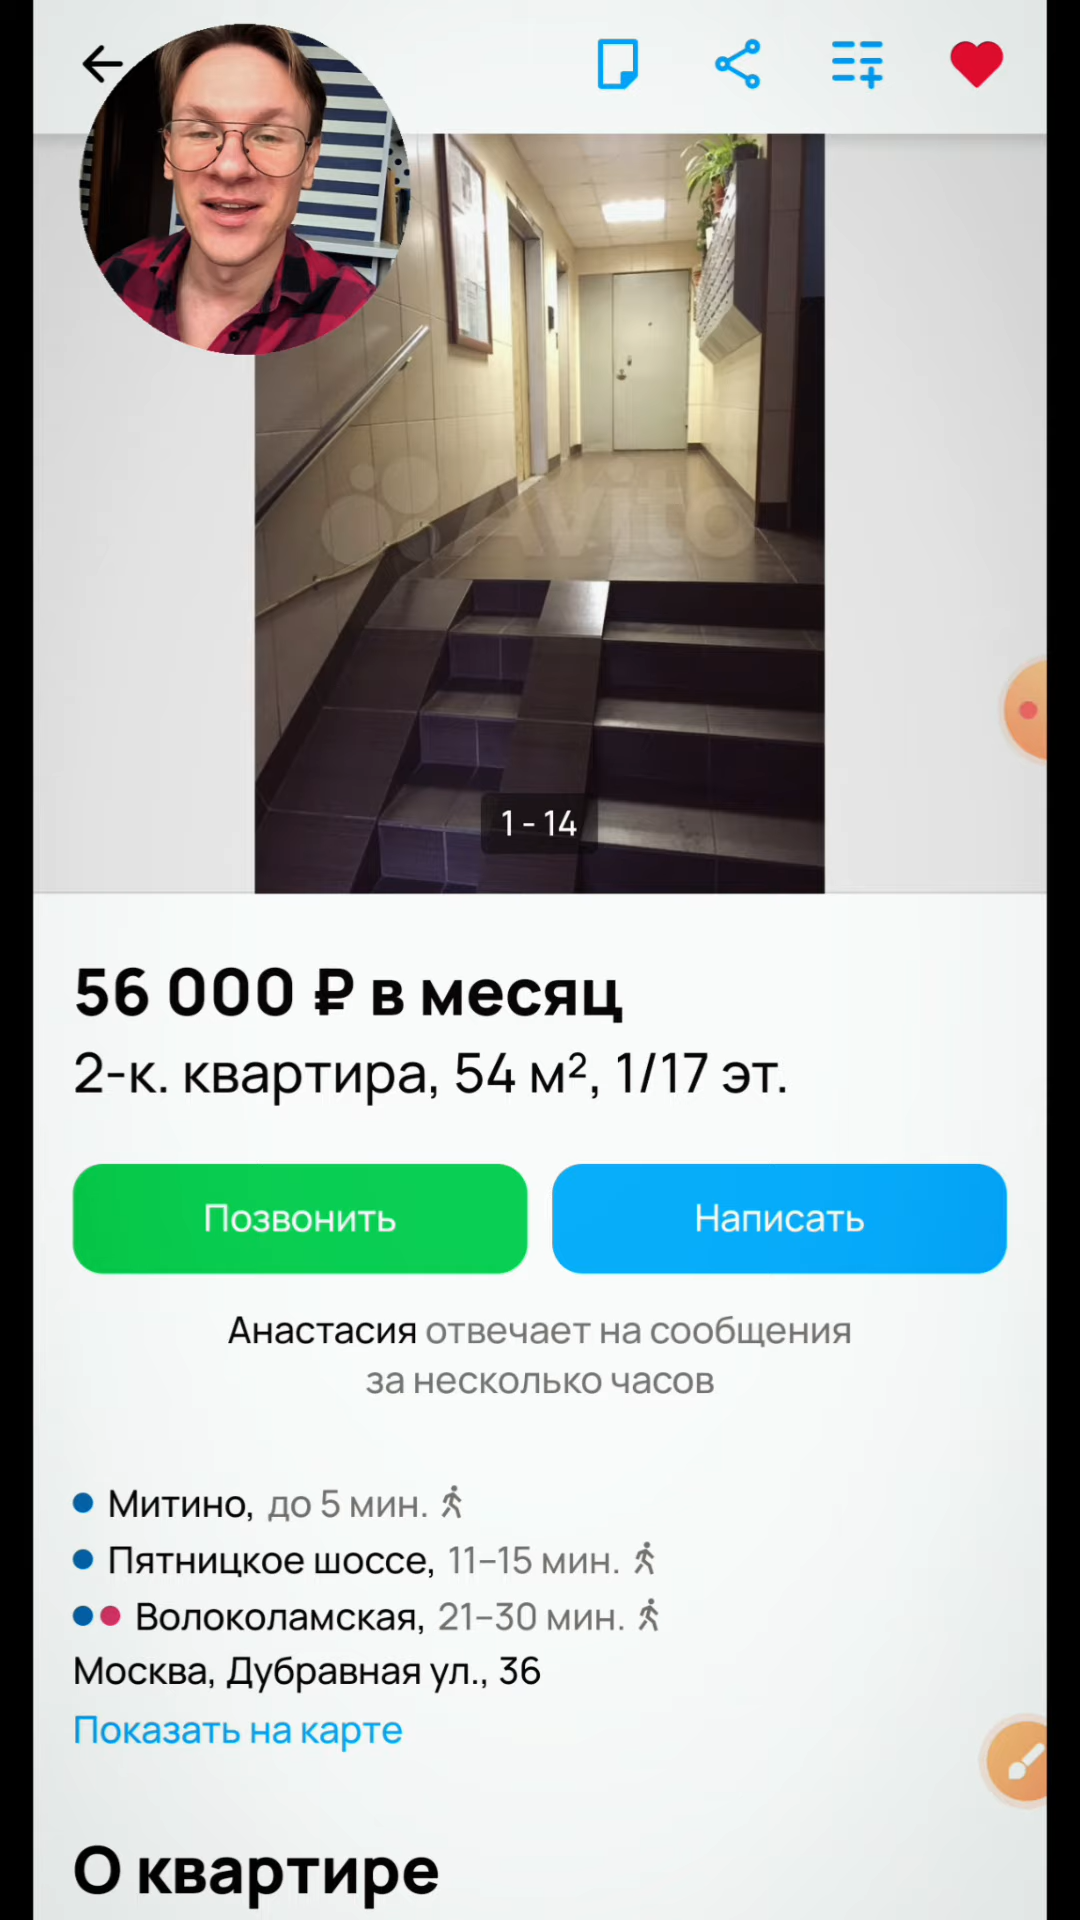 Avito
1 - 14
56 000 ₽ в месяц
2-к. квартира, 54 м², 1/17 эт.
Позвонить
Написать
Анастасия отвечает на сообщения
за несколько часов
Митино, до 5 мин.
Пятницкое шоссе, 11–15 мин.
Волоколамская, 21–30 мин.
Москва, Дубравная ул., 36
Показать на карте
О квартире